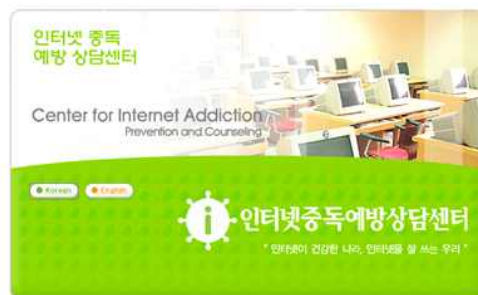 인터넷 중독
예방 상담센터
Center for Internet Addiction
Prevention and Counseling
Korean
English
i
인터넷중독예방상담센터
" 인터넷이 건강한 나라, 인터넷을 잘 쓰는 우리 "